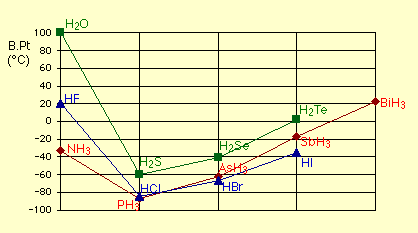 B.Pt
(°C)
100
80
60
40
20
0
−20
−40
−60
−80
−100
H₂O
HF
NH₃
H₂S
HCl
PH₃
H₂Se
AsH₃
HBr
H₂Te
SbH₃
HI
BiH₃